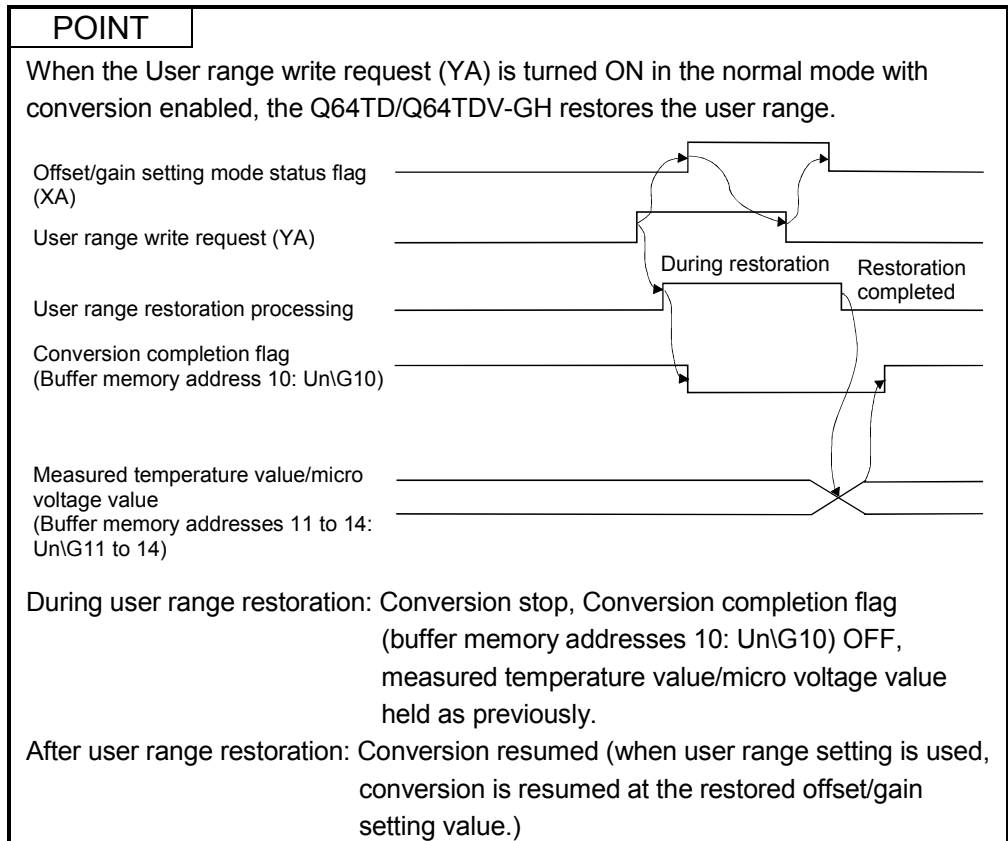 POINT
When the User range write request (YA) is turned ON in the normal mode with
conversion enabled, the Q64TD/Q64TDV-GH restores the user range.
Offset/gain setting mode status flag
(XA)
User range write request (YA)
During restoration
Restoration
completed
User range restoration processing
Conversion completion flag
(Buffer memory address 10: Un\G10)
Measured temperature value/micro
voltage value
(Buffer memory addresses 11 to 14:
Un\G11 to 14)
During user range restoration: Conversion stop, Conversion completion flag
(buffer memory addresses 10: Un\G10) OFF,
measured temperature value/micro voltage value
held as previously.
After user range restoration: Conversion resumed (when user range setting is used,
conversion is resumed at the restored offset/gain
setting value.)